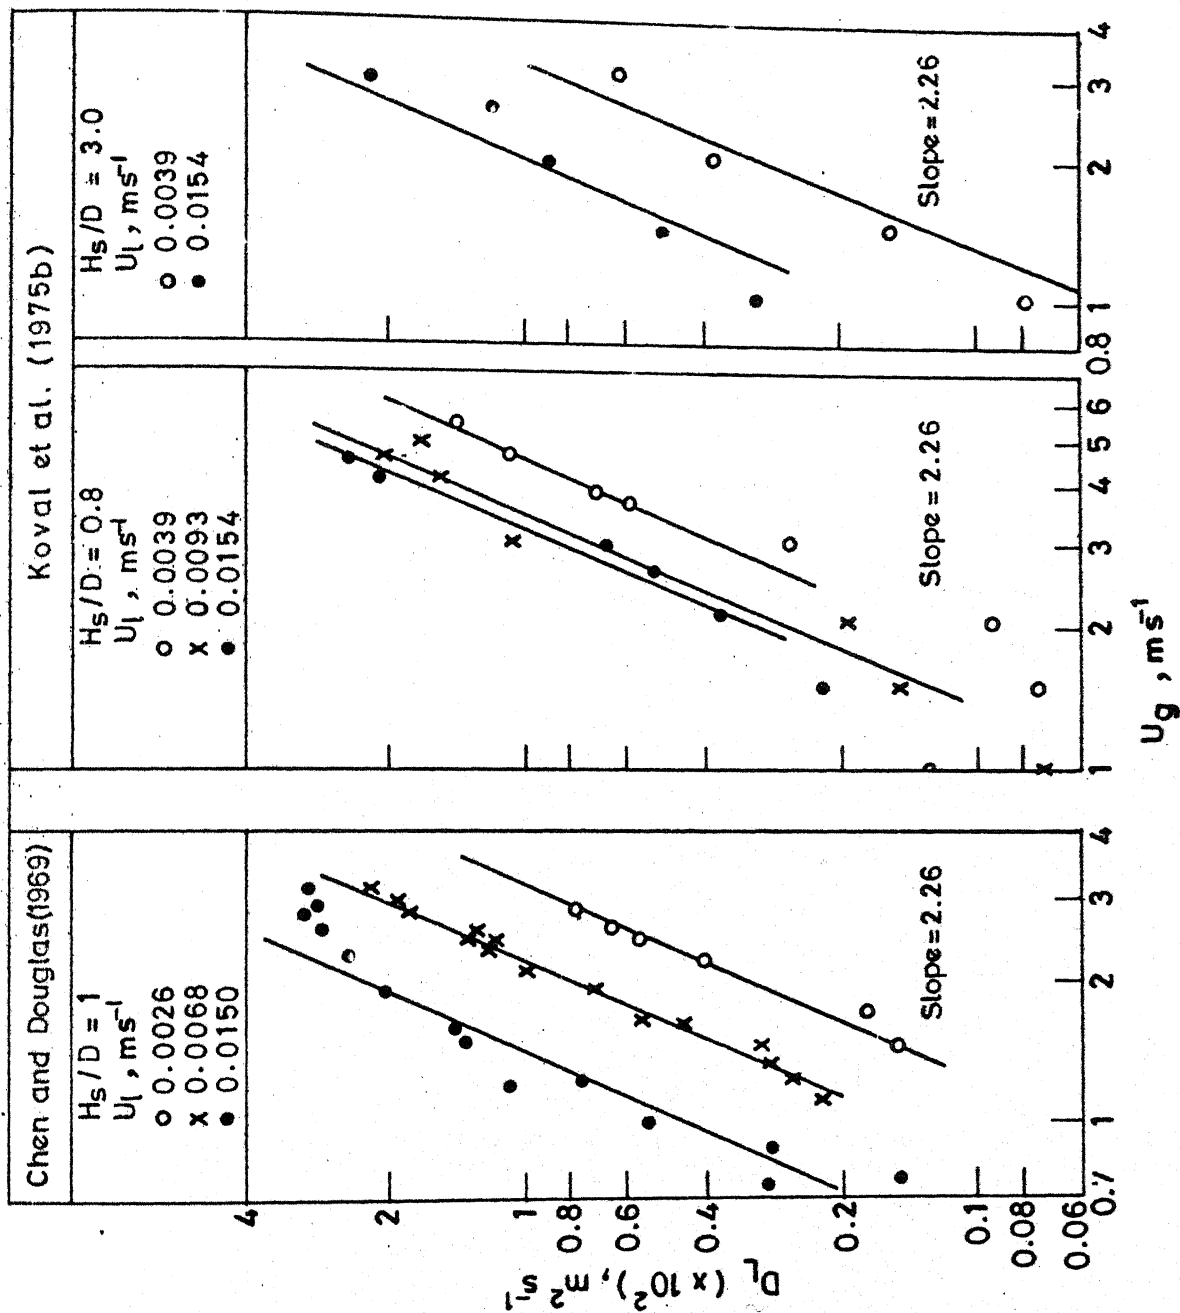 Chen and Douglas (1969)
Koval et al. (1975b)
Hs/D = 1
Ul, ms⁻¹
o 0.0026
x 0.0068
● 0.0150
Hs/D = 0.8
Ul, ms⁻¹
o 0.0039
x 0.0093
● 0.0154
Hs/D = 3.0
Ul, ms⁻¹
o 0.0039
● 0.0154
DL (x 10²), m² s⁻¹
4
2
1
0.8
0.6
0.4
0.2
0.1
0.08
0.06
Slope=2.26
Slope = 2.26
Slope=2.26
0.7 1 2 3 4
1 2 3 4 5 6
0.8 1 2 3 4
Ug, ms⁻¹